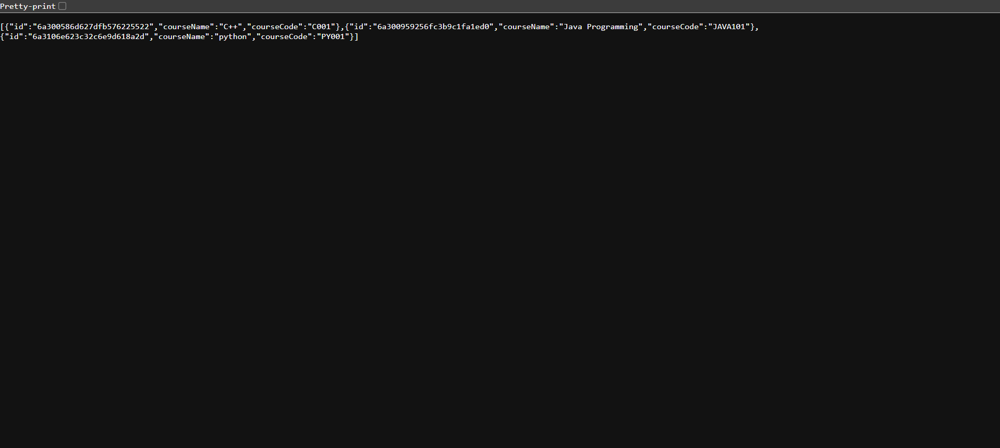 Pretty-print
[{"id":"6a300586d627dfb576225522","courseName":"C++","courseCode":"C001"},{"id":"6a300959256fc3b9c1fa1ed0","courseName":"Java Programming","courseCode":"JAVA101"},
{"id":"6a3106e623c32c6e9d618a2d","courseName":"python","courseCode":"PY001"}]